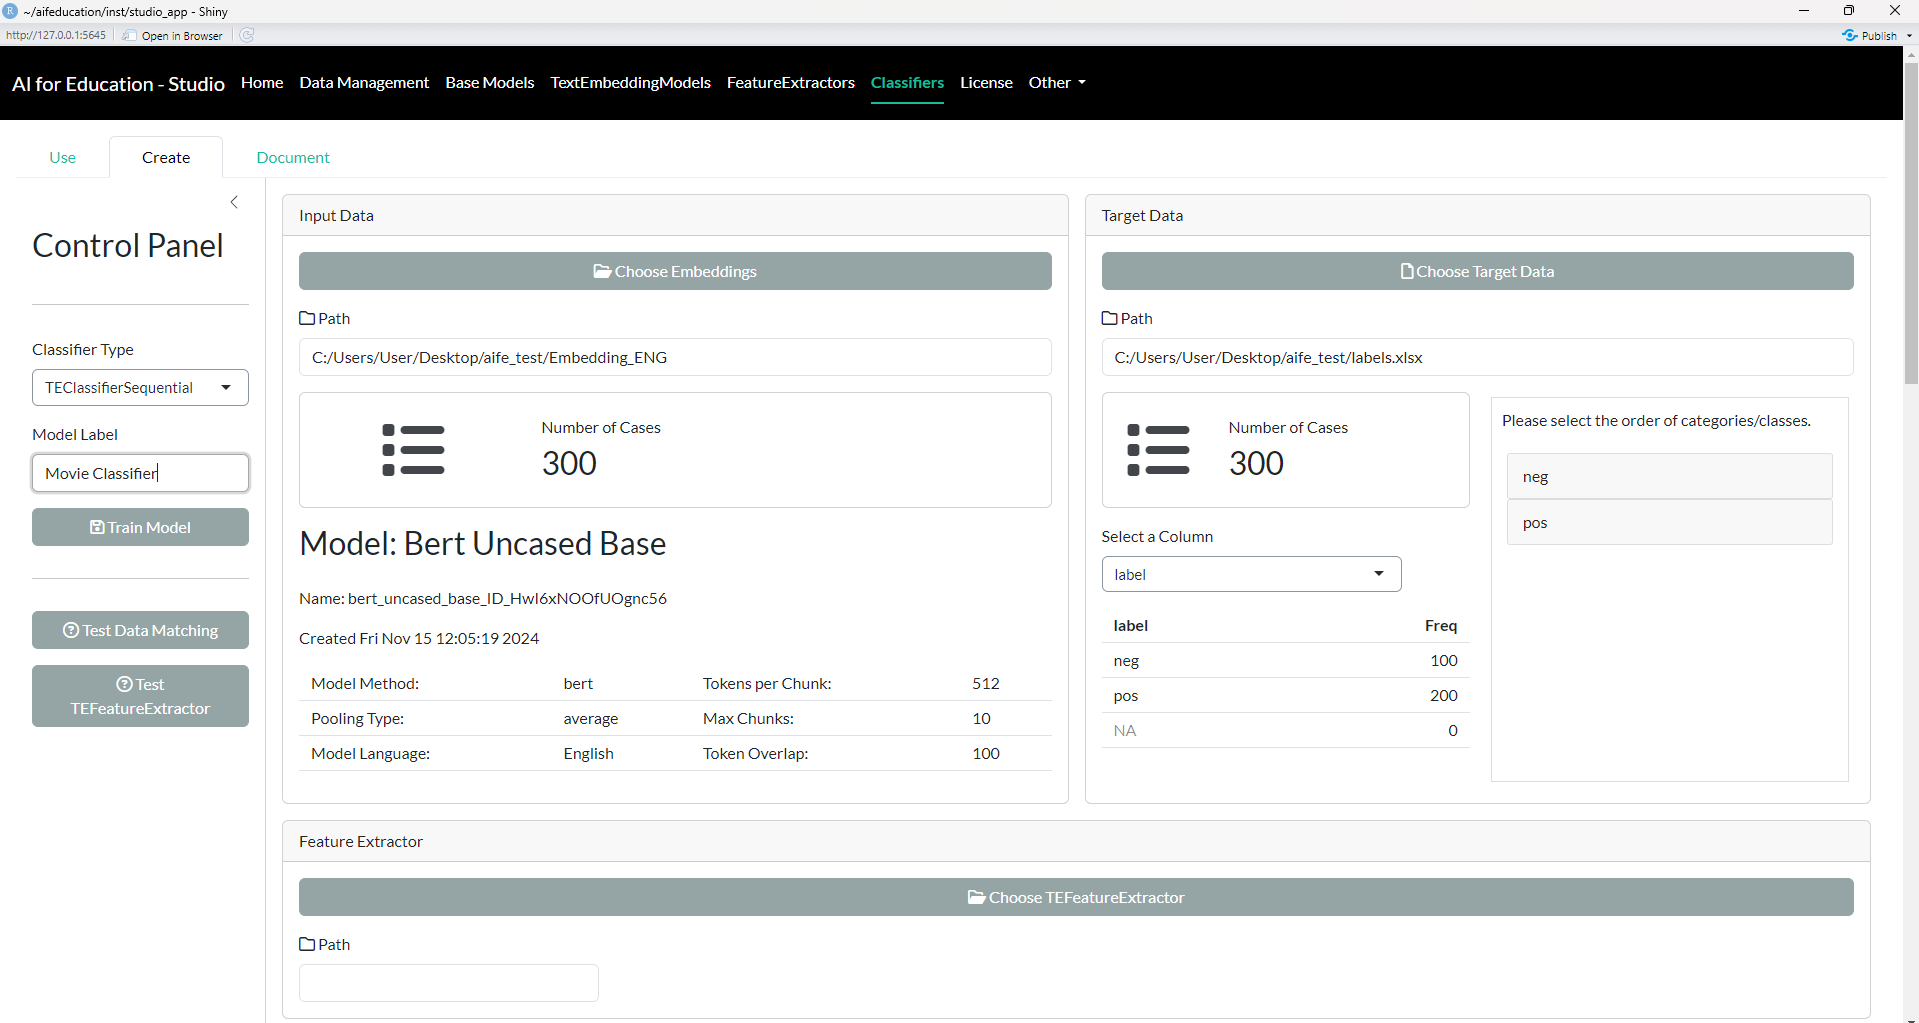 ~/aifeducation/inst/studio_app - Shiny
http://127.0.0.1:5645 Open in Browser Publish
AI for Education - Studio Home Data Management Base Models TextEmbeddingModels FeatureExtractors Classifiers License Other
Use Create Document
Control Panel
Classifier Type
TEClassifierSequential
Model Label
Movie Classifier
Train Model
Test Data Matching
Test
TEFeatureExtractor
Input Data
Choose Embeddings
Path
C:/Users/User/Desktop/aife_test/Embedding_ENG
Number of Cases
300
Model: Bert Uncased Base
Name: bert_uncased_base_ID_HwI6xNOOfUOgnc56
Created Fri Nov 15 12:05:19 2024
Model Method: bert Tokens per Chunk: 512
Pooling Type: average Max Chunks: 10
Model Language: English Token Overlap: 100
Target Data
Choose Target Data
Path
C:/Users/User/Desktop/aife_test/labels.xlsx
Number of Cases
300
Select a Column
label
label Freq
neg 100
pos 200
NA 0
Please select the order of categories/classes.
neg
pos
Feature Extractor
Choose TEFeatureExtractor
Path